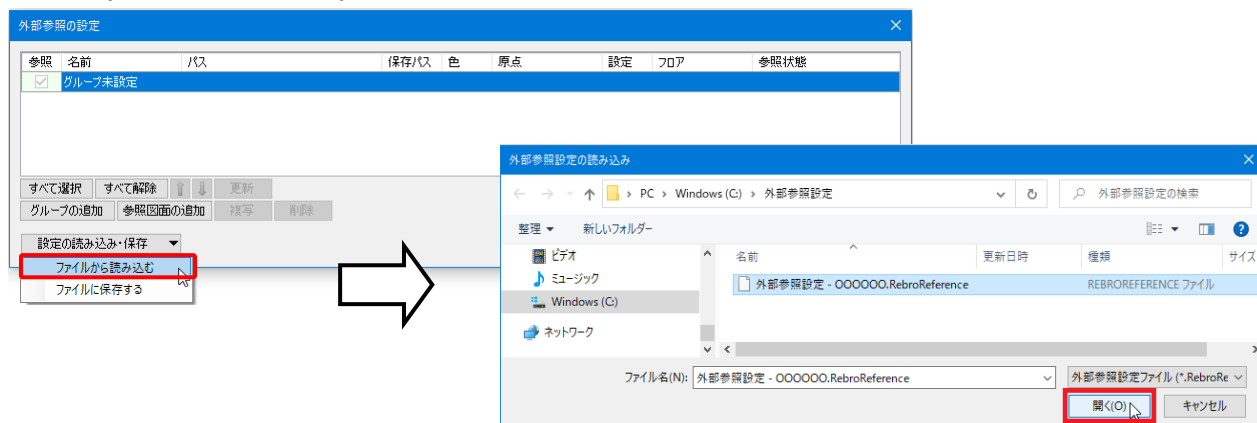 外部参照の設定
参照 名前 パス 保存パス 色 原点 設定 フロア 参照状態
グループ未設定
すべて選択 すべて解除 更新
グループの追加 参照図面の追加 複写 削除
設定の読み込み・保存
ファイルから読み込む
ファイルに保存する
外部参照設定の読み込み
PC › Windows (C:) › 外部参照設定
外部参照設定の検索
整理 新しいフォルダー
名前 更新日時 種類 サイズ
ビデオ
ミュージック
Windows (C:)
ネットワーク
外部参照設定 - OOOOOO.RebroReference REBROREFERENCE ファイル
ファイル名(N): 外部参照設定 - OOOOOO.RebroReference 外部参照設定ファイル (*.RebroRe
開く(O) キャンセル